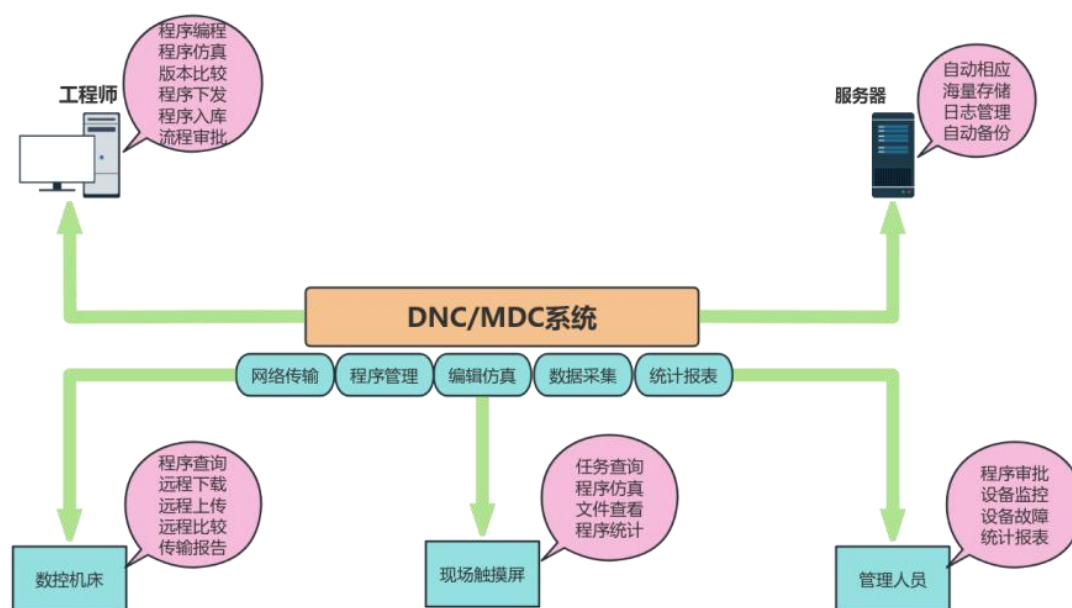 程序编程
程序仿真
版本比较
程序下发
程序入库
流程审批
工程师
服务器
自动相应
海量存储
日志管理
自动备份
DNC/MDC系统
网络传输
程序管理
编辑仿真
数据采集
统计报表
程序查询
远程下载
远程上传
远程比较
传输报告
数控机床
任务查询
程序仿真
文件查看
程序统计
现场触摸屏
程序审批
设备监控
设备故障
统计报表
管理人员